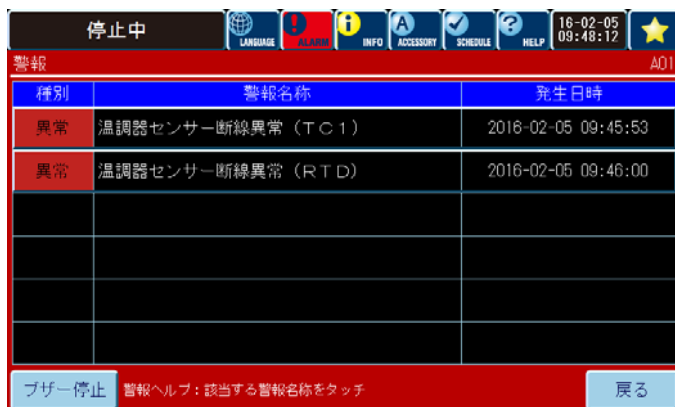 停止中
LANGUAGE
ALARM
INFO
ACCESSORY
SCHEDULE
HELP
16-02-05
09:48:12
警報 A01
種別 警報名称 発生日時
異常 温調器センサー断線異常（TC1） 2016-02-05 09:45:53
異常 温調器センサー断線異常（RTD） 2016-02-05 09:46:00
ブザー停止 警報ヘルプ：該当する警報名称をタッチ 戻る